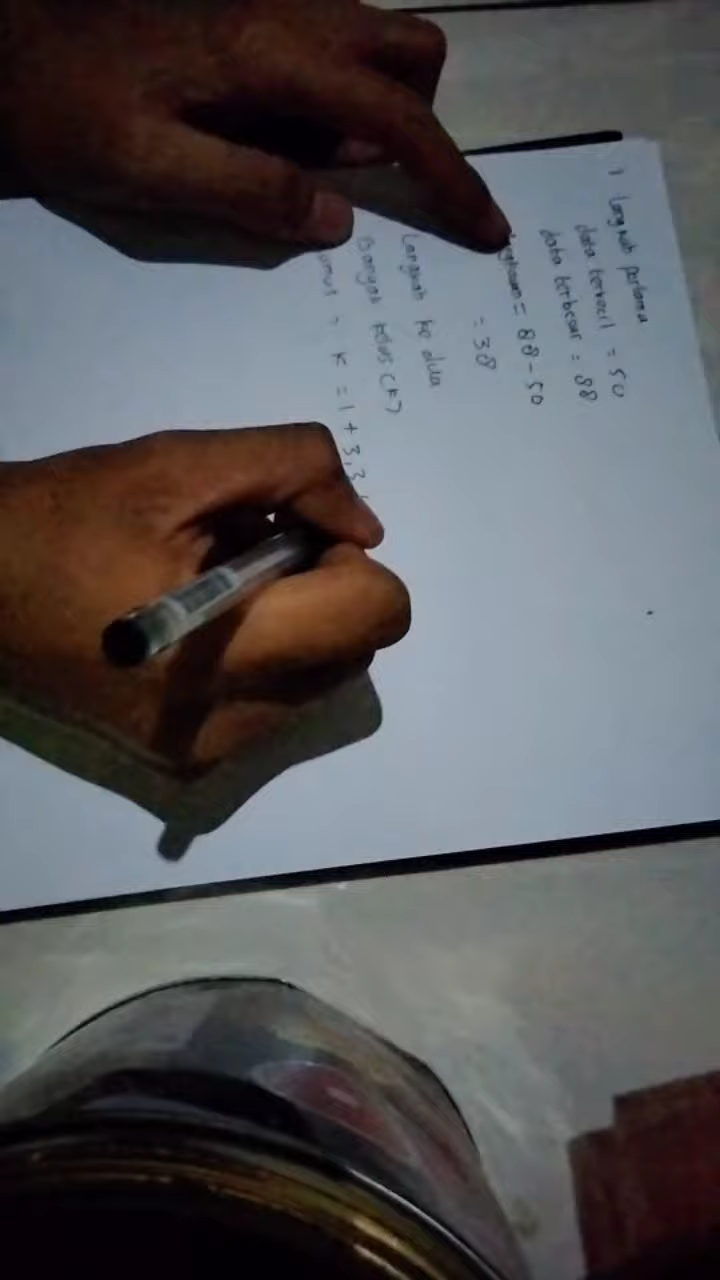 1 Langkah pertama
data terkecil = 50
data terbesar = 88
= 88 - 50
= 38
Langkah ke dua
Banyak kelas (k)
k = 1 + 3,3